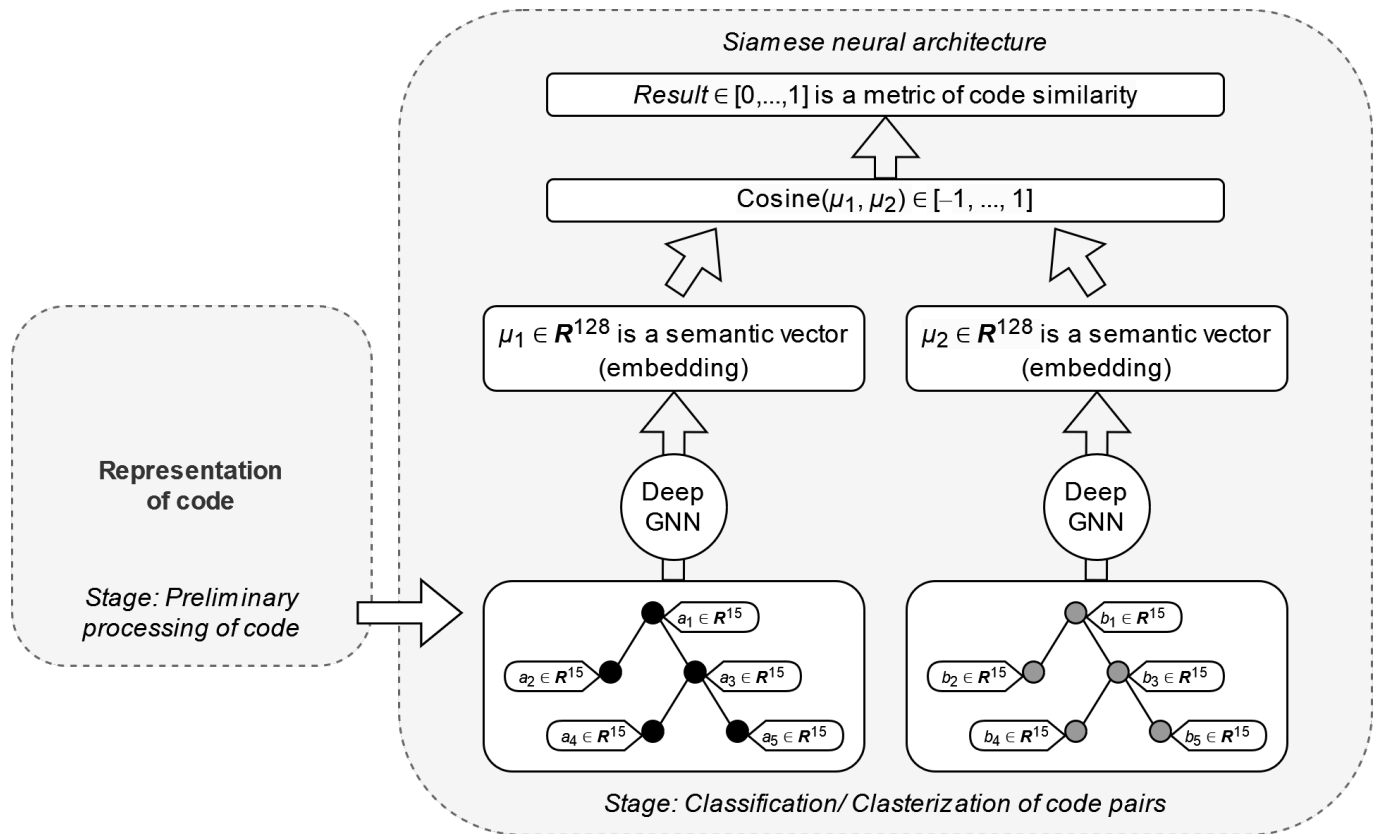 Siamese neural architecture
Result ∈ [0,...,1] is a metric of code similarity
Cosine(μ₁, μ₂) ∈ [–1, ..., 1]
μ₁ ∈ R¹²⁸ is a semantic vector
(embedding)
μ₂ ∈ R¹²⁸ is a semantic vector
(embedding)
Representation
of code
Stage: Preliminary
processing of code
Deep
GNN
Deep
GNN
a₁ ∈ R¹⁵
a₂ ∈ R¹⁵
a₃ ∈ R¹⁵
a₄ ∈ R¹⁵
a₅ ∈ R¹⁵
b₁ ∈ R¹⁵
b₂ ∈ R¹⁵
b₃ ∈ R¹⁵
b₄ ∈ R¹⁵
b₅ ∈ R¹⁵
Stage: Classification/ Clasterization of code pairs